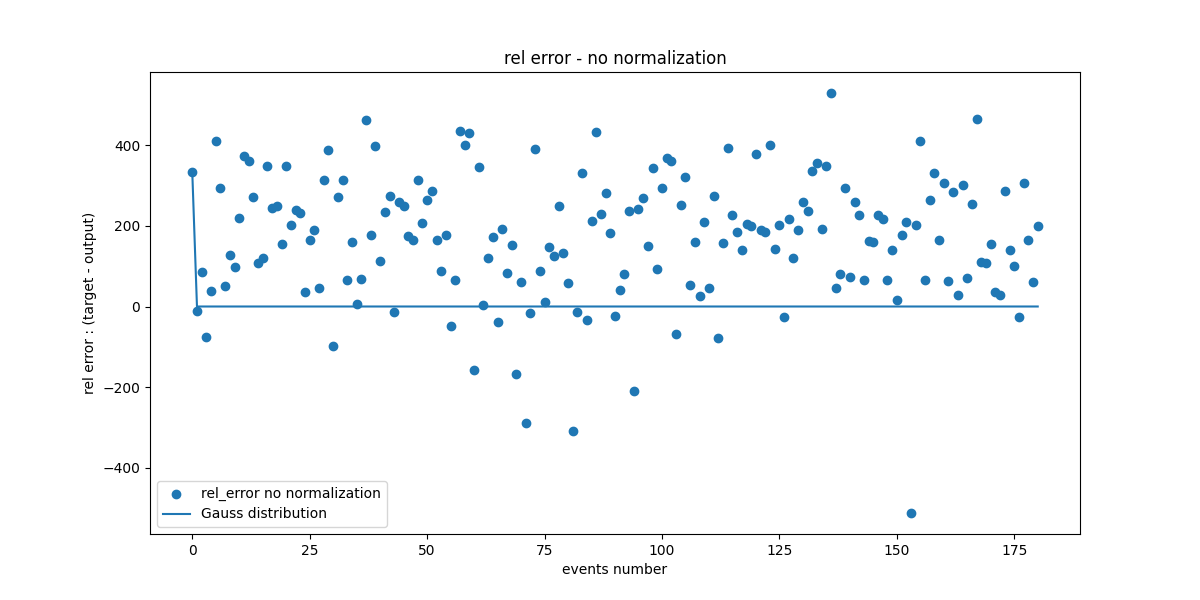 rel error - no normalization
rel error : (target - output)
400
200
0
−200
−400
rel_error no normalization
Gauss distribution
0 25 50 75 100 125 150 175
events number